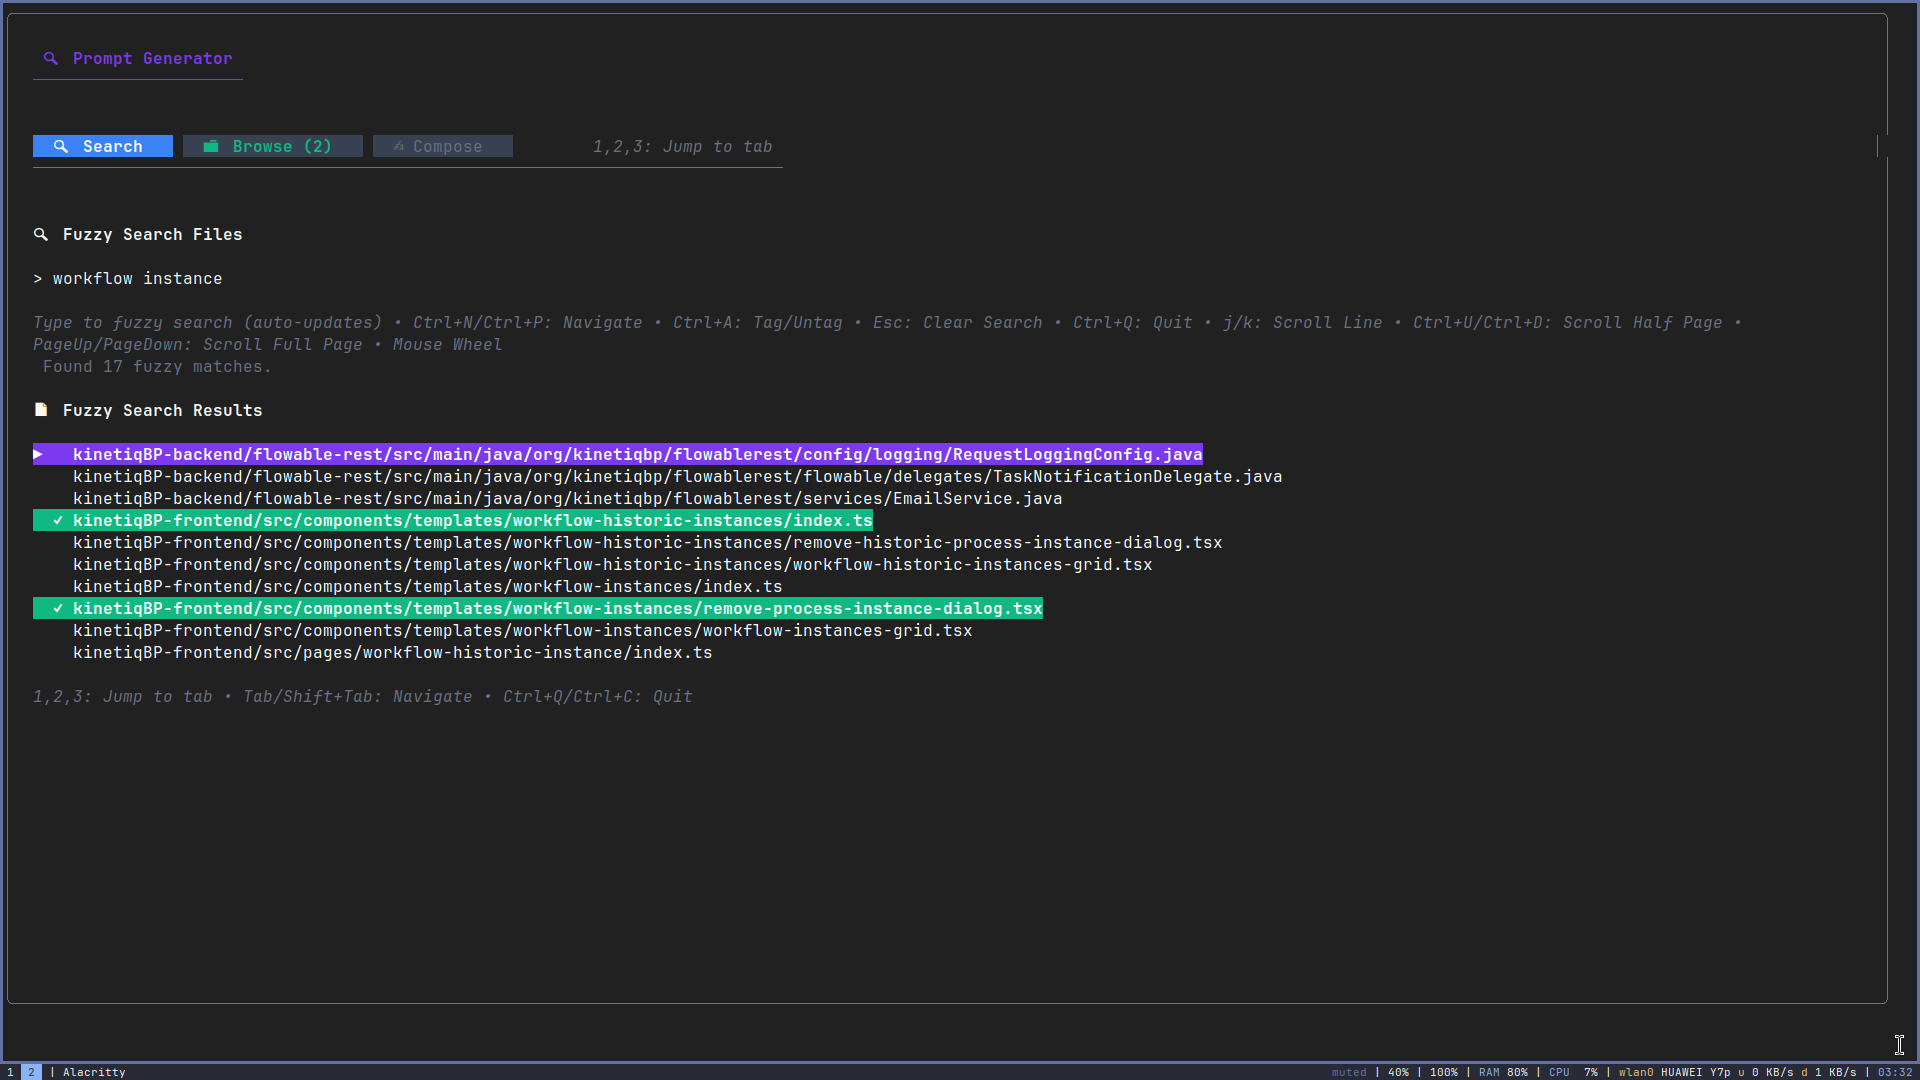 Prompt Generator
Search Browse (2) Compose 1,2,3: Jump to tab
Fuzzy Search Files
> workflow instance
Type to fuzzy search (auto-updates) • Ctrl+N/Ctrl+P: Navigate • Ctrl+A: Tag/Untag • Esc: Clear Search • Ctrl+Q: Quit • j/k: Scroll Line • Ctrl+U/Ctrl+D: Scroll Half Page •
PageUp/PageDown: Scroll Full Page • Mouse Wheel
Found 17 fuzzy matches.
Fuzzy Search Results
▶ kinetiqBP-backend/flowable-rest/src/main/java/org/kinetiqbp/flowablerest/config/logging/RequestLoggingConfig.java
kinetiqBP-backend/flowable-rest/src/main/java/org/kinetiqbp/flowablerest/flowable/delegates/TaskNotificationDelegate.java
kinetiqBP-backend/flowable-rest/src/main/java/org/kinetiqbp/flowablerest/services/EmailService.java
✓ kinetiqBP-frontend/src/components/templates/workflow-historic-instances/index.ts
kinetiqBP-frontend/src/components/templates/workflow-historic-instances/remove-historic-process-instance-dialog.tsx
kinetiqBP-frontend/src/components/templates/workflow-historic-instances/workflow-historic-instances-grid.tsx
kinetiqBP-frontend/src/components/templates/workflow-instances/index.ts
✓ kinetiqBP-frontend/src/components/templates/workflow-instances/remove-process-instance-dialog.tsx
kinetiqBP-frontend/src/components/templates/workflow-instances/workflow-instances-grid.tsx
kinetiqBP-frontend/src/pages/workflow-historic-instance/index.ts
1,2,3: Jump to tab • Tab/Shift+Tab: Navigate • Ctrl+Q/Ctrl+C: Quit
1 2 | Alacritty muted | 40% | 100% | RAM 80% | CPU 7% | wlan0 HUAWEI Y7p u 0 KB/s d 1 KB/s | 03:32